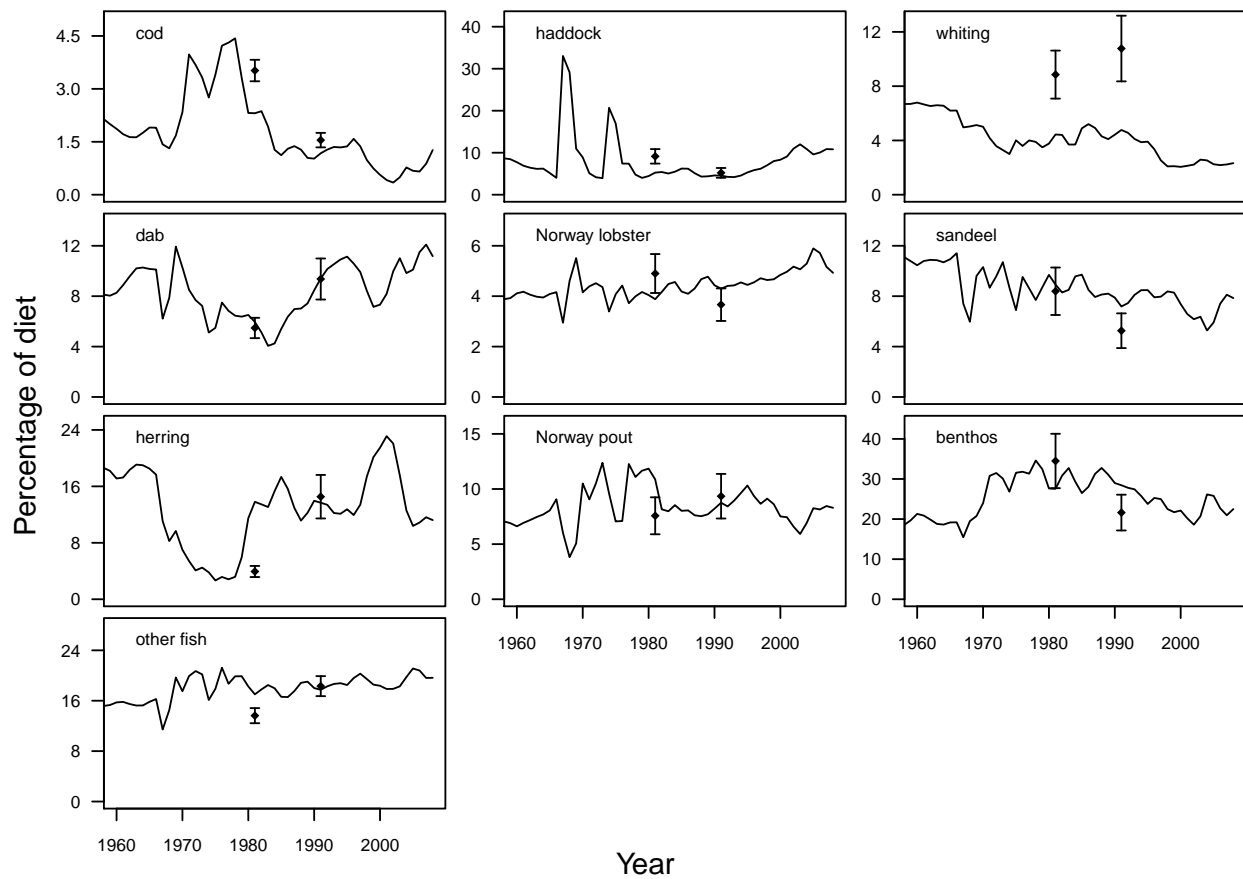 cod
4.5
3.0
1.5
0.0
haddock
40
30
20
10
0
whiting
12
8
4
0
dab
12
8
4
0
Norway lobster
6
4
2
0
sandeel
12
8
4
0
herring
24
16
8
0
Norway pout
15
10
5
0
1960 1970 1980 1990 2000
benthos
40
30
20
10
0
1960 1970 1980 1990 2000
other fish
24
16
8
0
1960 1970 1980 1990 2000
Percentage of diet
Year